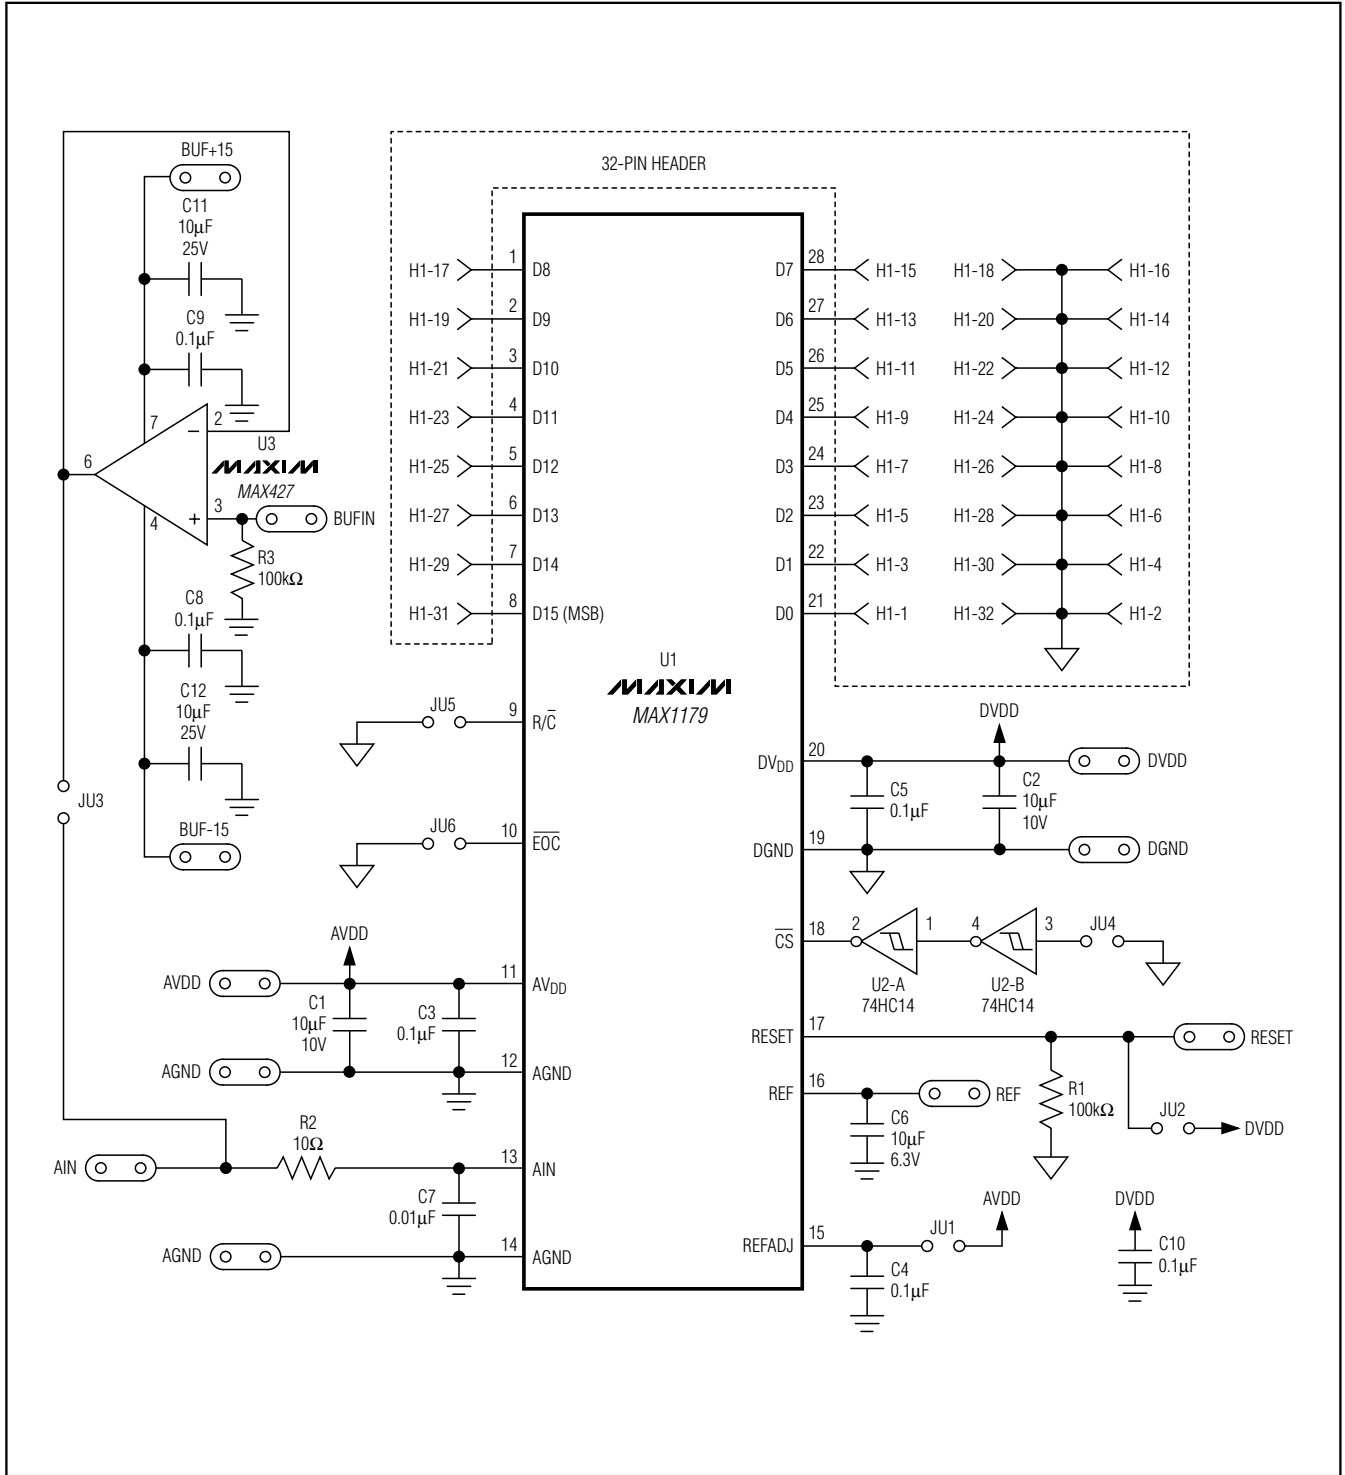 32-PIN HEADER
BUF+15
C11
10µF
25V
C9
0.1µF
7
2
−
6
U3
MAXIM
MAX427
4
+
3
BUFIN
R3
100kΩ
C8
0.1µF
C12
10µF
25V
JU3
BUF-15
H1-17
1
D8
H1-19
2
D9
H1-21
3
D10
H1-23
4
D11
H1-25
5
D12
H1-27
6
D13
H1-29
7
D14
H1-31
8
D15 (MSB)
D7
28
H1-15
H1-18
H1-16
D6
27
H1-13
H1-20
H1-14
D5
26
H1-11
H1-22
H1-12
D4
25
H1-9
H1-24
H1-10
D3
24
H1-7
H1-26
H1-8
D2
23
H1-5
H1-28
H1-6
D1
22
H1-3
H1-30
H1-4
D0
21
H1-1
H1-32
H1-2
U1
MAXIM
MAX1179
JU5
9
R/C̅
JU6
10
E̅O̅C̅
AVDD
AVDD
11
AVDD
C1
10µF
10V
C3
0.1µF
AGND
12
AGND
R2
10Ω
AIN
13
AIN
C7
0.01µF
AGND
14
AGND
DVDD
DVDD
20
DVDD
C5
0.1µF
C2
10µF
10V
DGND
19
DGND
C̅S̅
18
2
1
4
3
JU4
U2-A
74HC14
U2-B
74HC14
RESET
17
RESET
REF
16
REF
R1
100kΩ
JU2
DVDD
C6
10µF
6.3V
AVDD
DVDD
REFADJ
15
JU1
C4
0.1µF
C10
0.1µF